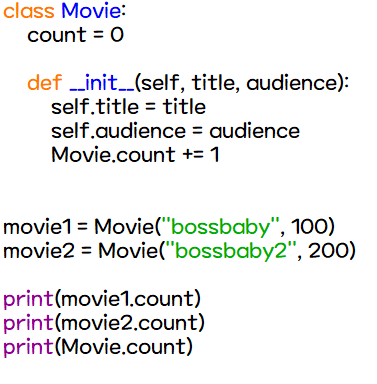 class Movie:
    count = 0

    def __init__(self, title, audience):
        self.title = title
        self.audience = audience
        Movie.count += 1


movie1 = Movie("bossbaby", 100)
movie2 = Movie("bossbaby2", 200)

print(movie1.count)
print(movie2.count)
print(Movie.count)